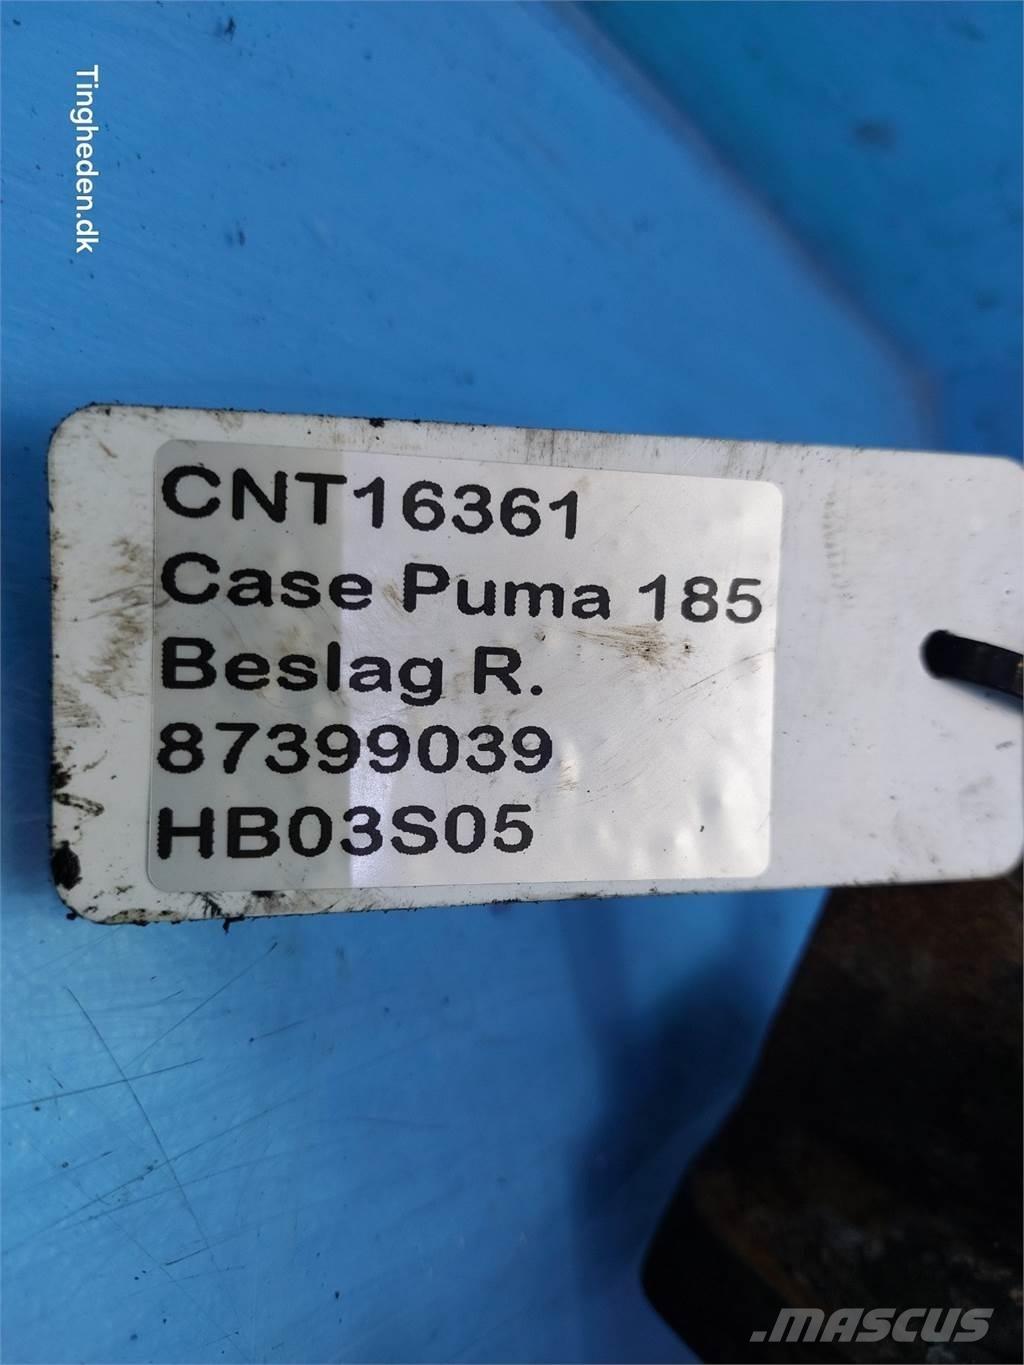 Tingheden.dk
CNT16361
Case Puma 185
Beslag R.
87399039
HB03S05
.MASCUS